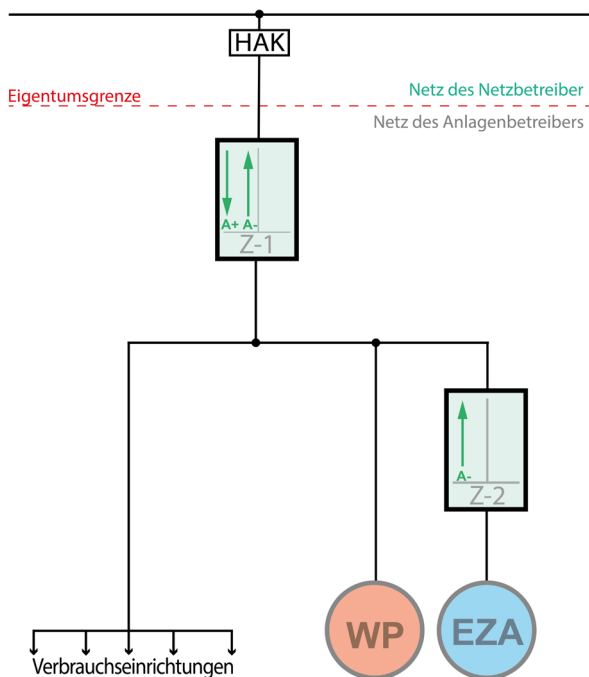 HAK
Eigentumsgrenze
Netz des Netzbetreiber
Netz des Anlagenbetreibers
A+ A-
Z-1
A-
Z-2
WP
EZA
Verbrauchseinrichtungen